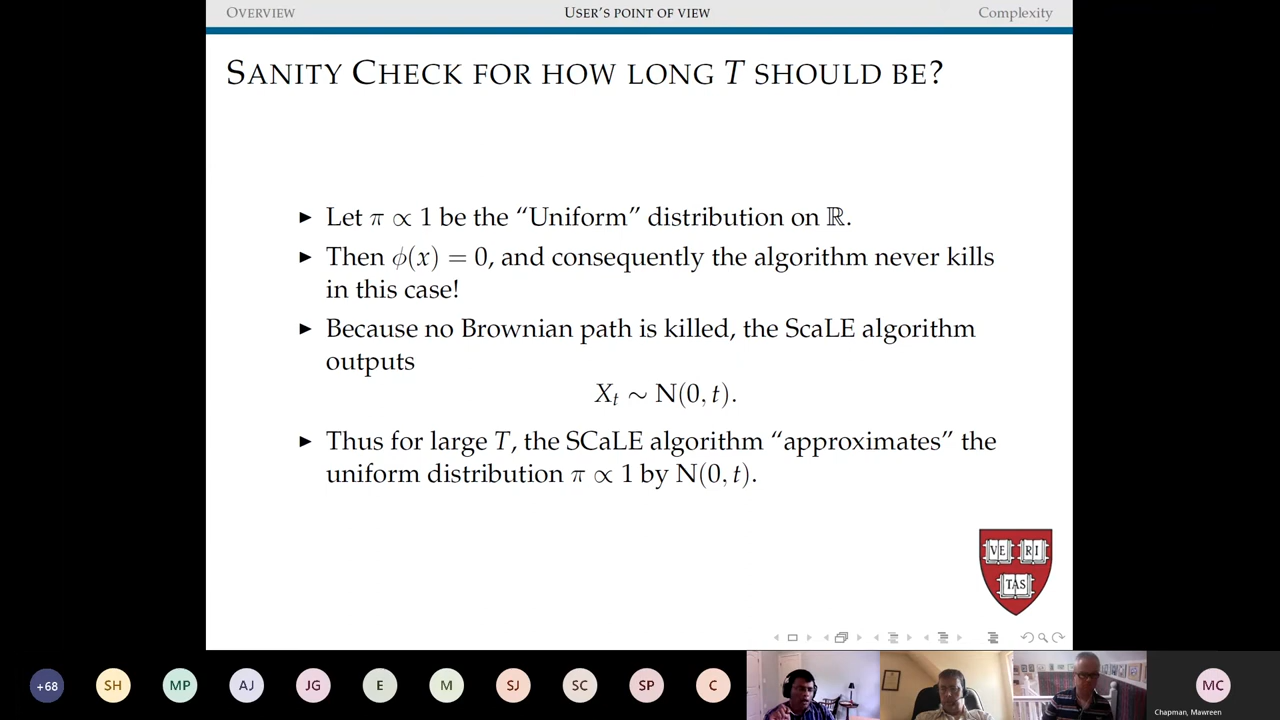 OVERVIEW USER'S POINT OF VIEW Complexity
SANITY CHECK FOR HOW LONG T SHOULD BE?
► Let π ∝ 1 be the “Uniform” distribution on ℝ.
► Then ϕ(x) = 0, and consequently the algorithm never kills
in this case!
► Because no Brownian path is killed, the ScaLE algorithm
outputs
Xₜ ∼ N(0, t).
► Thus for large T, the SCaLE algorithm “approximates” the
uniform distribution π ∝ 1 by N(0, t).
VE RI
TAS
+68 SH MP AJ JG E M SJ SC SP C MC
Chapman, Mawreen